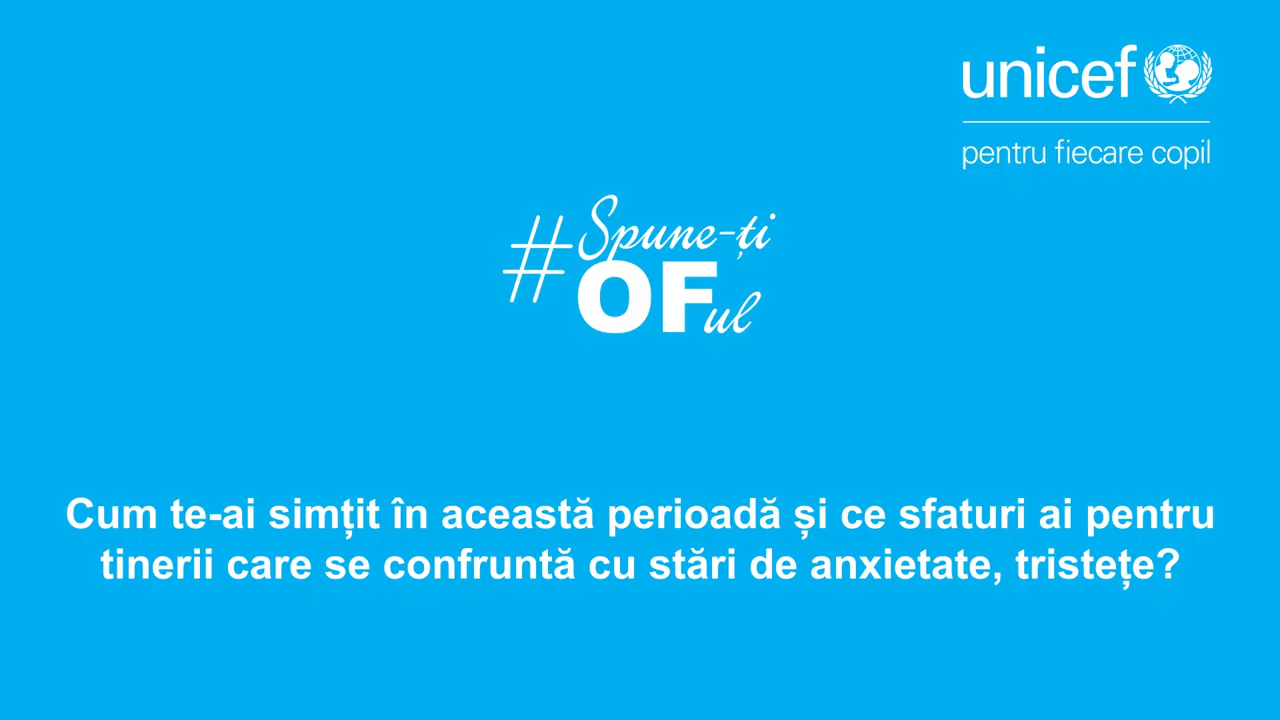 unicef
pentru fiecare copil
#Spune-ți
OFul
Cum te-ai simțit în această perioadă și ce sfaturi ai pentru
tinerii care se confruntă cu stări de anxietate, tristețe?